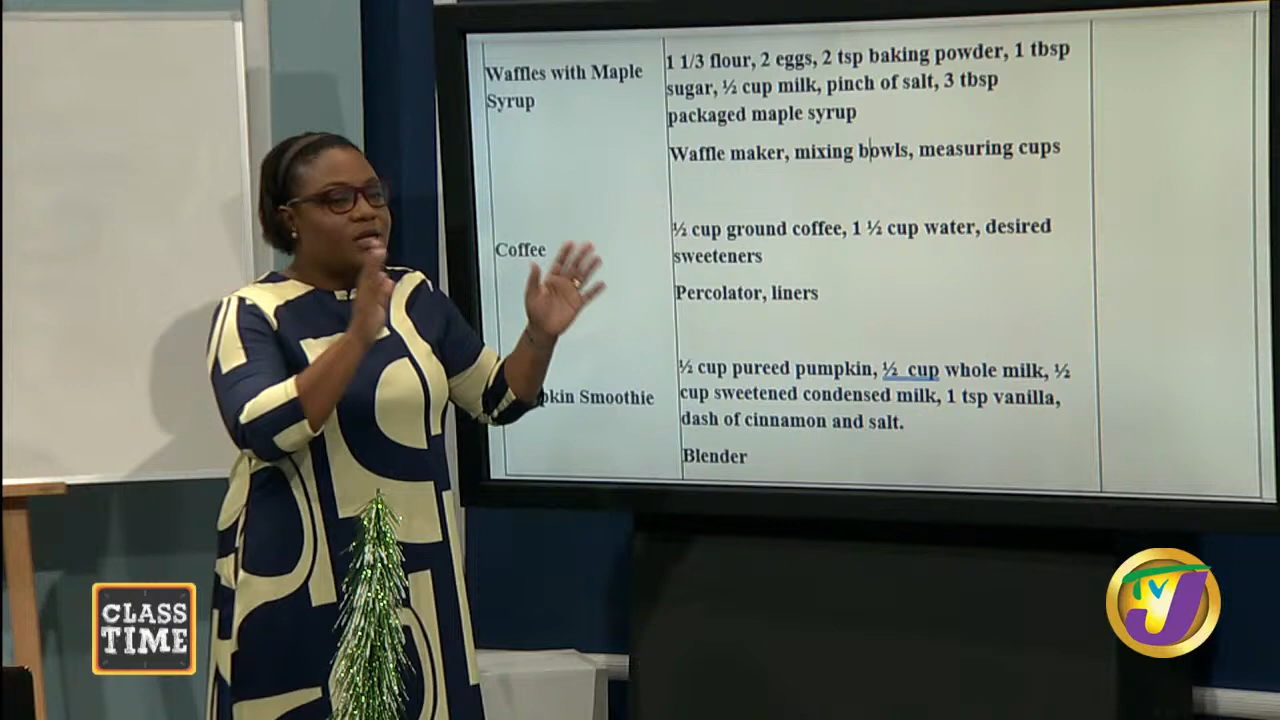 Waffles with Maple
Syrup
1 1/3 flour, 2 eggs, 2 tsp baking powder, 1 tbsp
sugar, ½ cup milk, pinch of salt, 3 tbsp
packaged maple syrup
Waffle maker, mixing bowls, measuring cups
Coffee
½ cup ground coffee, 1 ½ cup water, desired
sweeteners
Percolator, liners
Smoothie
½ cup pureed pumpkin, ½ cup whole milk, ½
cup sweetened condensed milk, 1 tsp vanilla,
dash of cinnamon and salt.
Blender
CLASS
TIME
TVJ